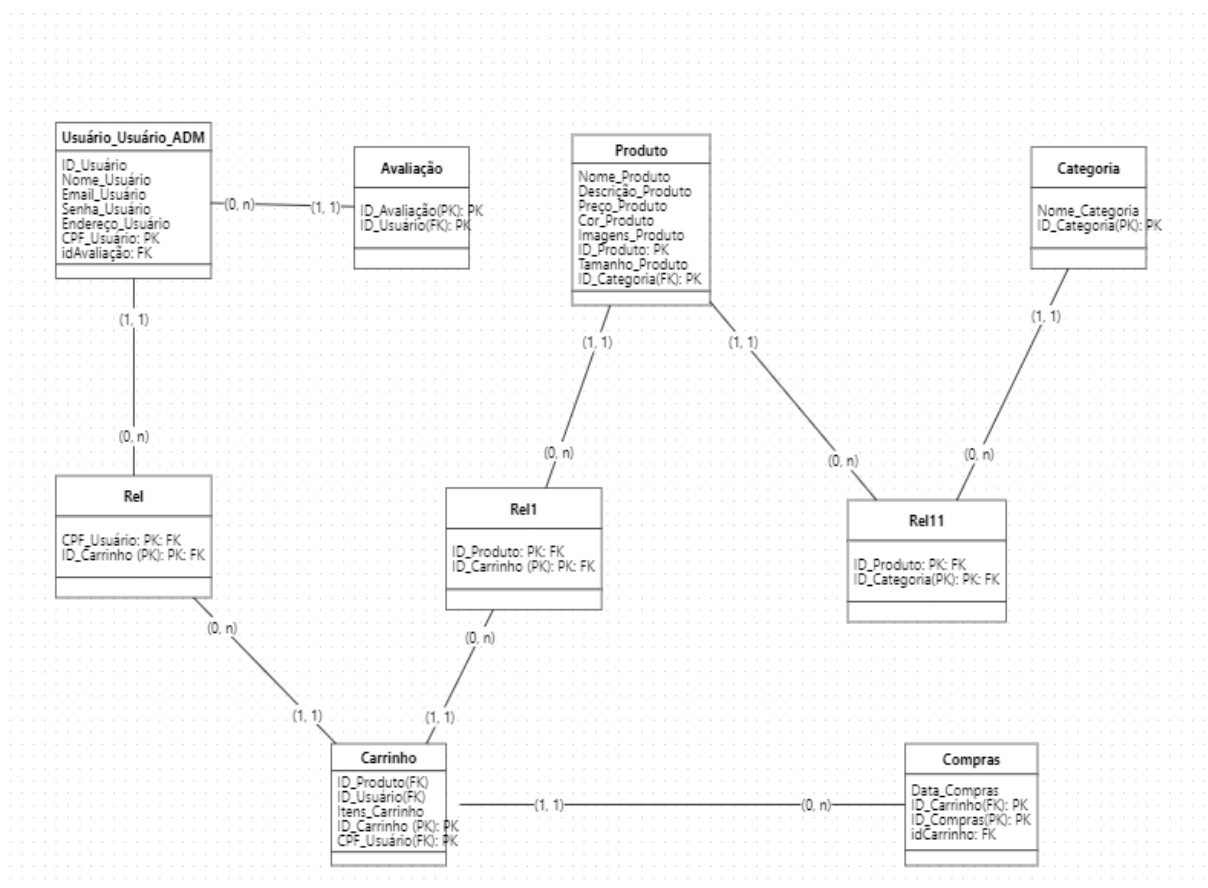 Usuário_Usuário_ADM
ID_Usuário
Nome_Usuário
Email_Usuário
Senha_Usuário
Endereço_Usuário
CPF_Usuário: PK
idAvaliação: FK
(0, n)
(1, 1)
Avaliação
ID_Avaliação(PK): PK
ID_Usuário(FK): PK
Produto
Nome_Produto
Descrição_Produto
Preço_Produto
Cor_Produto
Imagens_Produto
ID_Produto: PK
Tamanho_Produto
ID_Categoria(FK): PK
Categoria
Nome_Categoria
ID_Categoria(PK): PK
(1, 1)
(1, 1)
(1, 1)
(1, 1)
(0, n)
(0, n)
(0, n)
(0, n)
Rel
CPF_Usuário: PK: FK
ID_Carrinho (PK): PK: FK
Rel1
ID_Produto: PK: FK
ID_Carrinho (PK): PK: FK
Rel11
ID_Produto: PK: FK
ID_Categoria(PK): PK: FK
(0, n)
(0, n)
(1, 1)
(1, 1)
Carrinho
ID_Produto(FK)
ID_Usuário(FK)
Itens_Carrinho
ID_Carrinho (PK): PK
CPF_Usuário(FK): PK
(1, 1)
(0, n)
Compras
Data_Compras
ID_Carrinho(FK): PK
ID_Compras(PK): PK
idCarrinho: FK